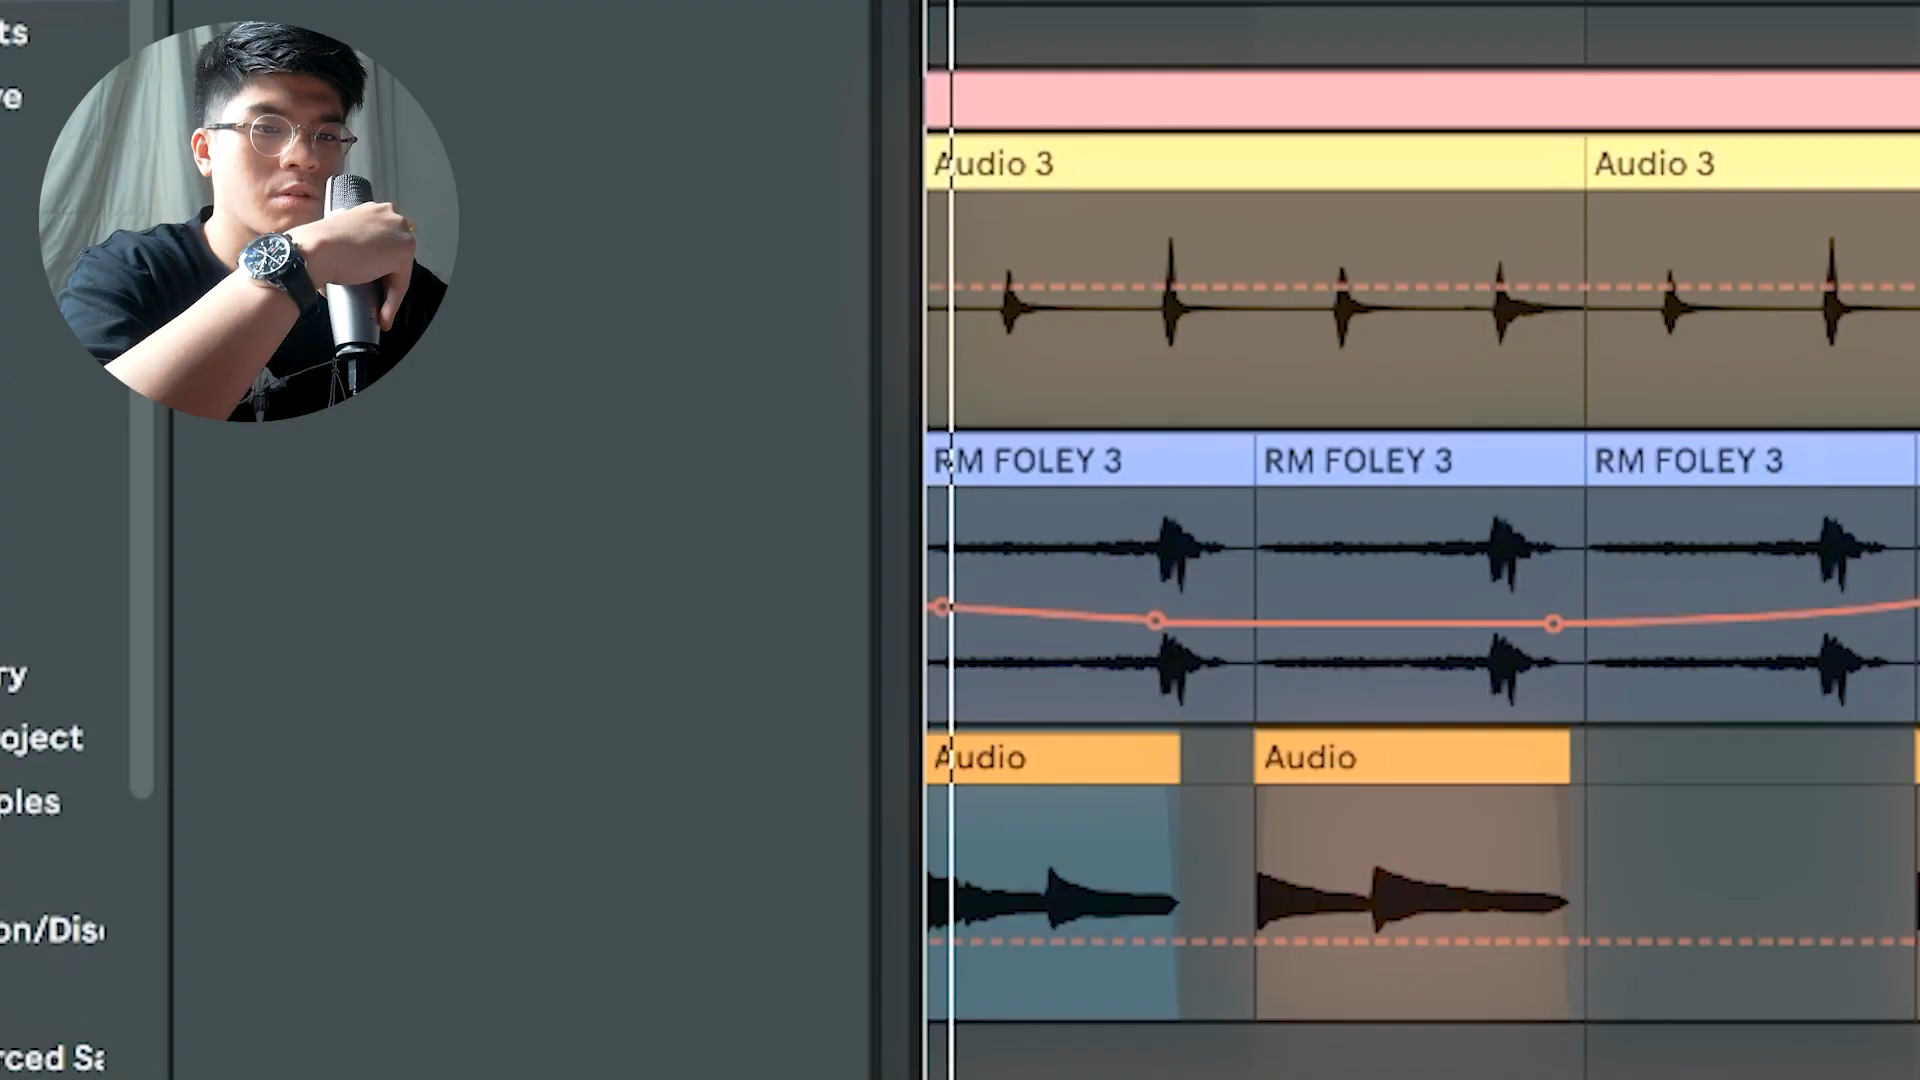 ts
ve
Audio 3
Audio 3
RM FOLEY 3
RM FOLEY 3
RM FOLEY 3
ry
oject
Audio
Audio
ples
on/Dis
rced Sa